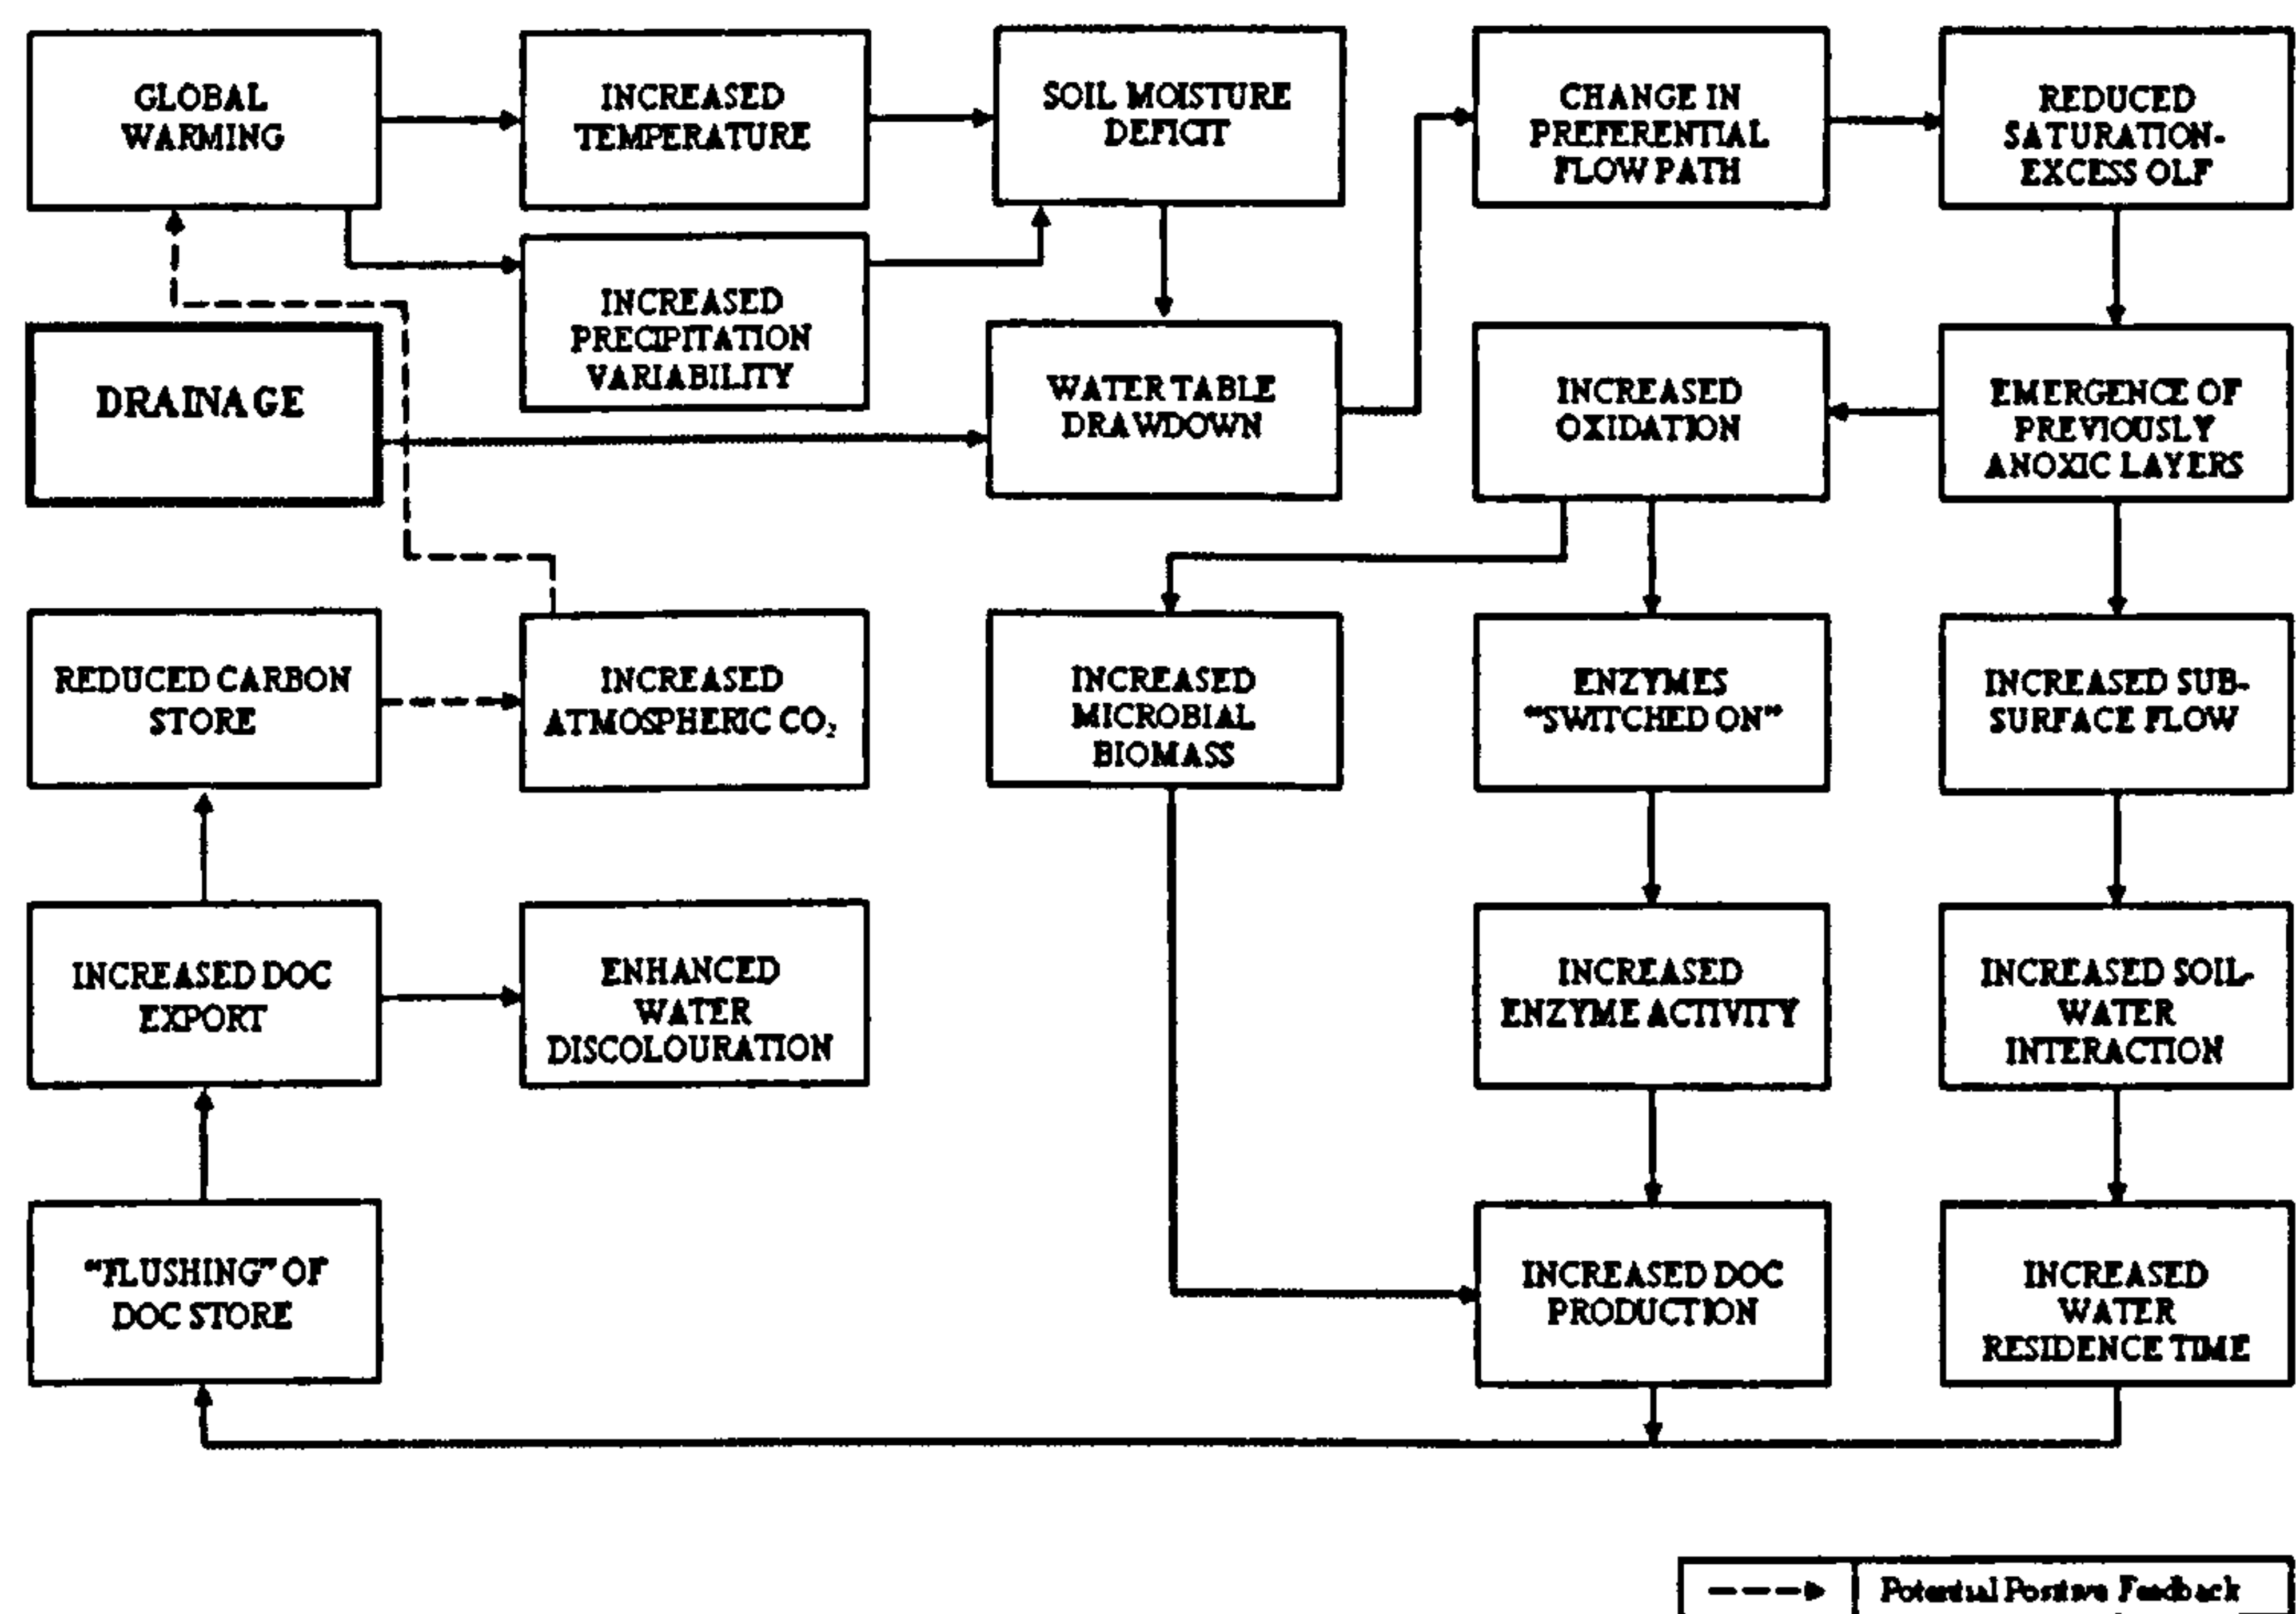 GLOBAL
WARMING
INCREASED
TEMPERATURE
SOIL MOISTURE
DEFICIT
CHANGE IN
PREFERENTIAL
FLOW PATH
REDUCED
SATURATION-
EXCESS OLF
INCREASED
PRECIPITATION
VARIABILITY
DRAINAGE
WATER TABLE
DRAWDOWN
INCREASED
OXIDATION
EMERGENCE OF
PREVIOUSLY
ANOXIC LAYERS
REDUCED CARBON
STORE
INCREASED
ATMOSPHERIC CO₂
INCREASED
MICROBIAL
BIOMASS
ENZYMES
"SWITCHED ON"
INCREASED SUB-
SURFACE FLOW
INCREASED DOC
EXPORT
ENHANCED
WATER
DISCOLOURATION
INCREASED
ENZYME ACTIVITY
INCREASED SOIL-
WATER
INTERACTION
"FLUSHING" OF
DOC STORE
INCREASED DOC
PRODUCTION
INCREASED
WATER
RESIDENCE TIME
Potential Positive Feedback